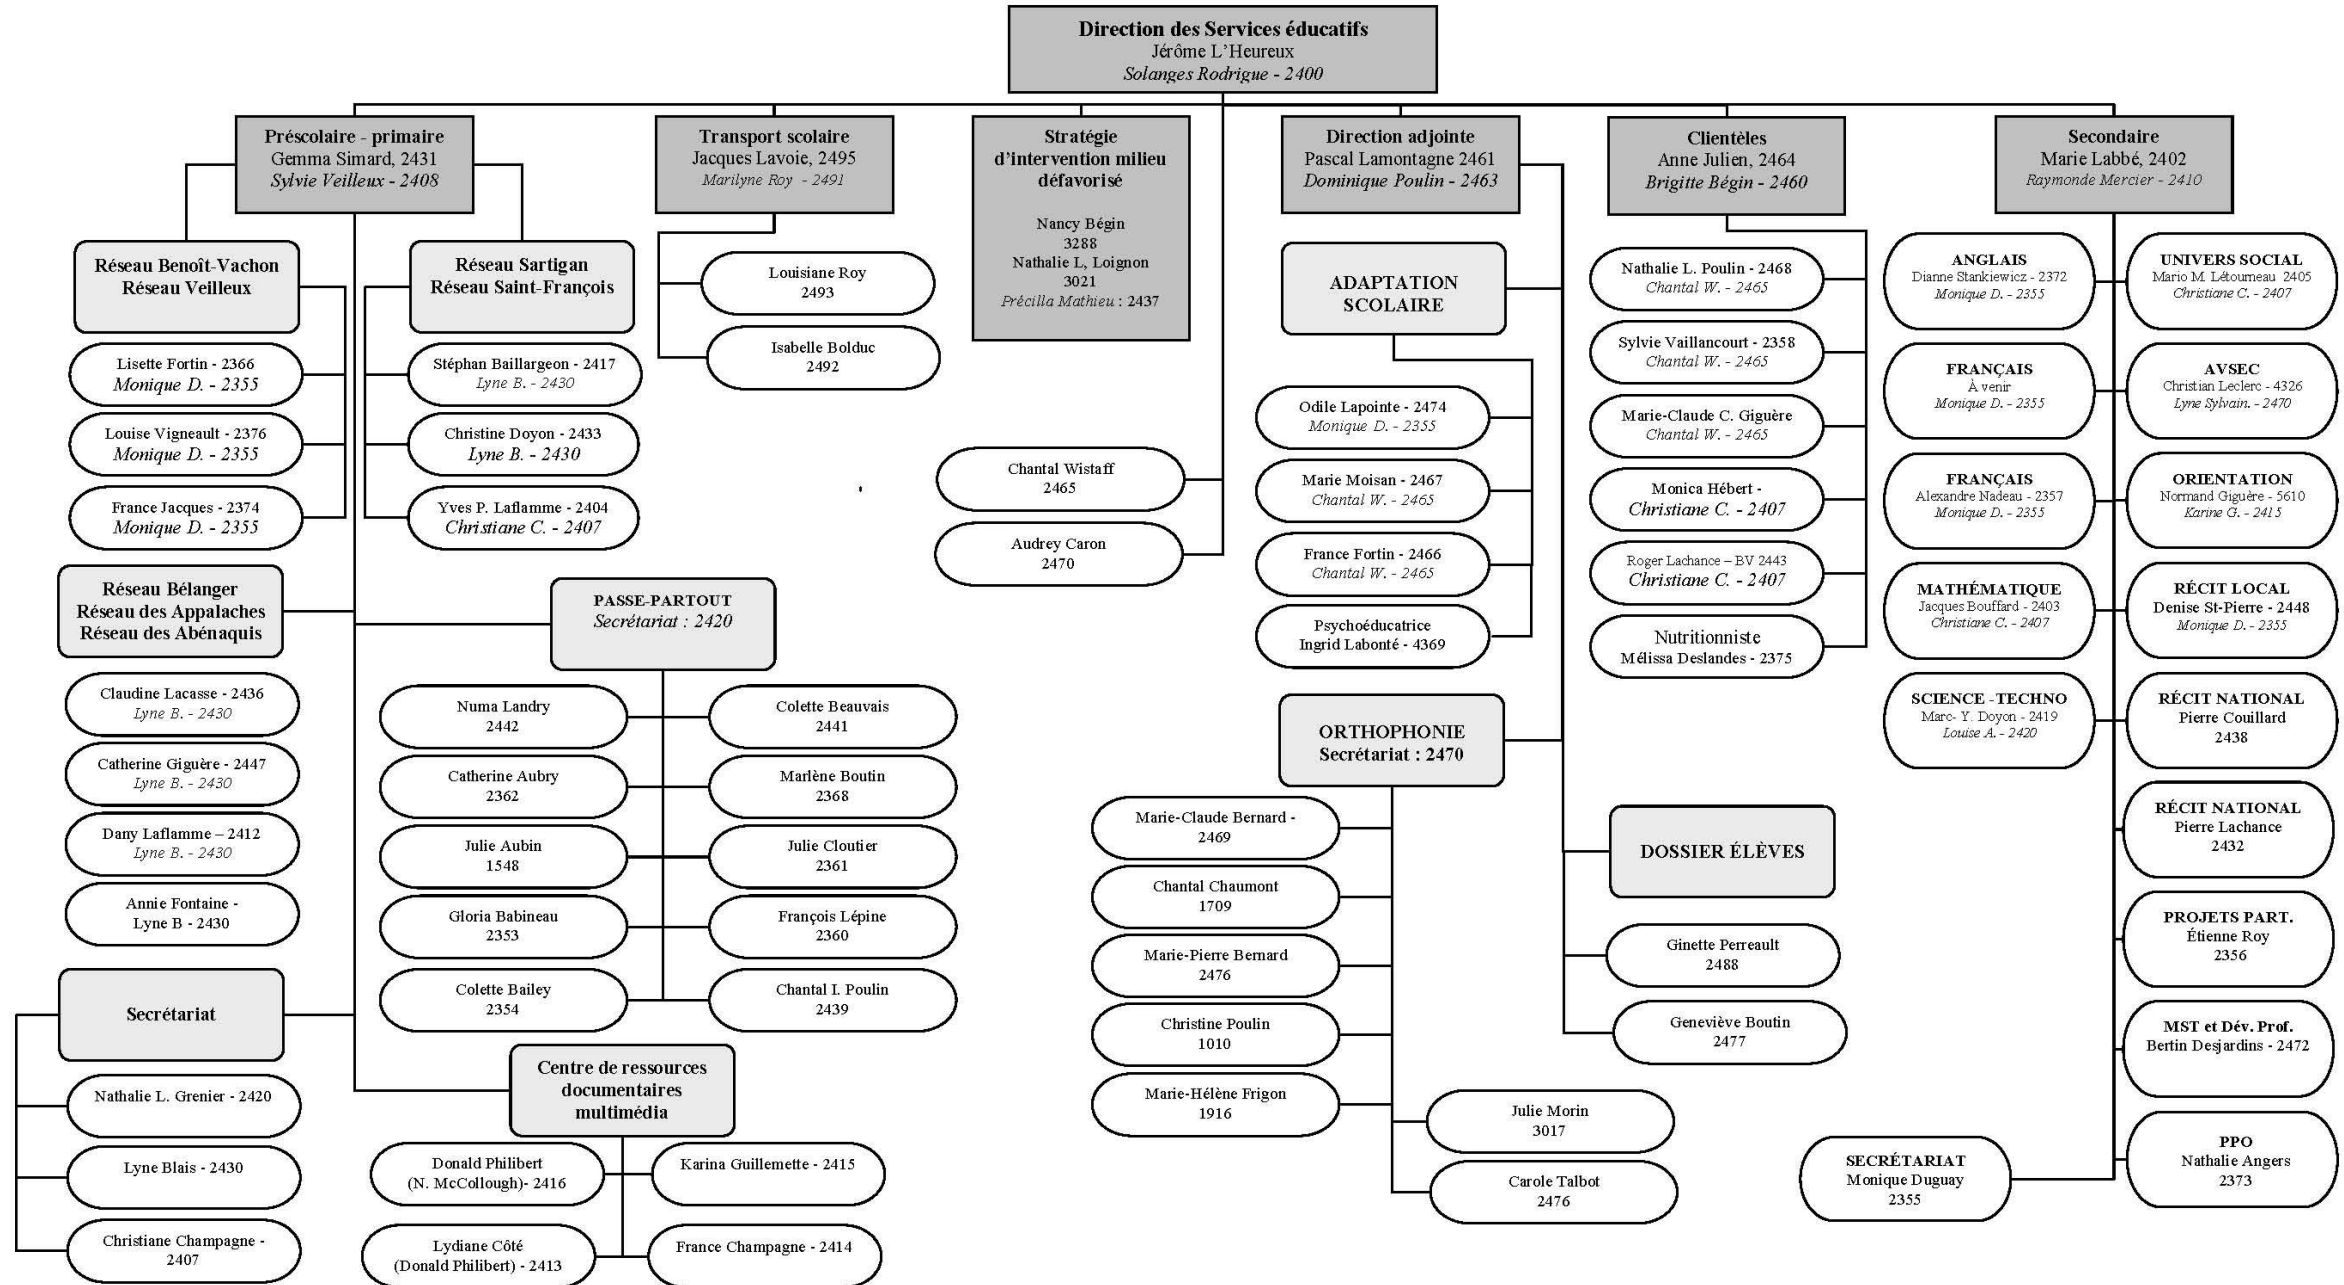 Direction des Services éducatifs
Jérôme L'Heureux
Solanges Rodrigue - 2400
Préscolaire - primaire
Gemma Simard, 2431
Sylvie Veilleux - 2408
Transport scolaire
Jacques Lavoie, 2495
Marilyne Roy - 2491
Stratégie
d'intervention milieu
défavorisé
Nancy Bégin
3288
Nathalie L, Loignon
3021
Précilla Mathieu : 2437
Direction adjointe
Pascal Lamontagne 2461
Dominique Poulin - 2463
Clientèles
Anne Julien, 2464
Brigitte Bégin - 2460
Secondaire
Marie Labbé, 2402
Raymonde Mercier - 2410
Réseau Benoît-Vachon
Réseau Veilleux
Lisette Fortin - 2366
Monique D. - 2355
Louise Vigneault - 2376
Monique D. - 2355
France Jacques - 2374
Monique D. - 2355
Réseau Sartigan
Réseau Saint-François
Stéphan Baillargeon - 2417
Lyne B. - 2430
Christine Doyon - 2433
Lyne B. - 2430
Yves P. Laflamme - 2404
Christiane C. - 2407
Réseau Bélanger
Réseau des Appalaches
Réseau des Abénaquis
Claudine Lacasse - 2436
Lyne B. - 2430
Catherine Giguère - 2447
Lyne B. - 2430
Dany Laflamme – 2412
Lyne B. - 2430
Annie Fontaine -
Lyne B - 2430
Secrétariat
Nathalie L. Grenier - 2420
Lyne Blais - 2430
Christiane Champagne -
2407
PASSE-PARTOUT
Secrétariat : 2420
Numa Landry
2442
Colette Beauvais
2441
Catherine Aubry
2362
Marlène Boutin
2368
Julie Aubin
1548
Julie Cloutier
2361
Gloria Babineau
2353
François Lépine
2360
Colette Bailey
2354
Chantal I. Poulin
2439
Centre de ressources
documentaires
multimédia
Donald Philibert
(N. McCollough)- 2416
Karina Guillemette - 2415
Lydiane Côté
(Donald Philibert) - 2413
France Champagne - 2414
Louisiane Roy
2493
Isabelle Bolduc
2492
Chantal Wistaff
2465
Audrey Caron
2470
ADAPTATION
SCOLAIRE
Odile Lapointe - 2474
Monique D. - 2355
Marie Moisan - 2467
Chantal W. - 2465
France Fortin - 2466
Chantal W. - 2465
Psychoéducatrice
Ingrid Labonté - 4369
ORTHOPHONIE
Secrétariat : 2470
Marie-Claude Bernard -
2469
Chantal Chaumont
1709
Marie-Pierre Bernard
2476
Christine Poulin
1010
Marie-Hélène Frigon
1916
Julie Morin
3017
Carole Talbot
2476
DOSSIER ÉLÈVES
Ginette Perreault
2488
Geneviève Boutin
2477
Nathalie L. Poulin - 2468
Chantal W. - 2465
Sylvie Vaillancourt - 2358
Chantal W. - 2465
Marie-Claude C. Giguère
Chantal W. - 2465
Monica Hébert -
Christiane C. - 2407
Roger Lachance – BV 2443
Christiane C. - 2407
Nutritionniste
Mélissa Deslandes - 2375
ANGLAIS
Dianne Stankiewicz - 2372
Monique D. - 2355
UNIVERS SOCIAL
Mario M. Létourneau 2405
Christiane C. - 2407
FRANÇAIS
À venir
Monique D. - 2355
AVSEC
Christian Leclerc - 4326
Lyne Sylvain. - 2470
FRANÇAIS
Alexandre Nadeau - 2357
Monique D. - 2355
ORIENTATION
Normand Giguère - 5610
Karine G. - 2415
MATHÉMATIQUE
Jacques Bouffard - 2403
Christiane C. - 2407
RÉCIT LOCAL
Denise St-Pierre - 2448
Monique D. - 2355
SCIENCE -TECHNO
Marc- Y. Doyon - 2419
Louise A. - 2420
RÉCIT NATIONAL
Pierre Couillard
2438
RÉCIT NATIONAL
Pierre Lachance
2432
PROJETS PART.
Étienne Roy
2356
MST et Dév. Prof.
Bertin Desjardins - 2472
PPO
Nathalie Angers
2373
SECRÉTARIAT
Monique Duguay
2355